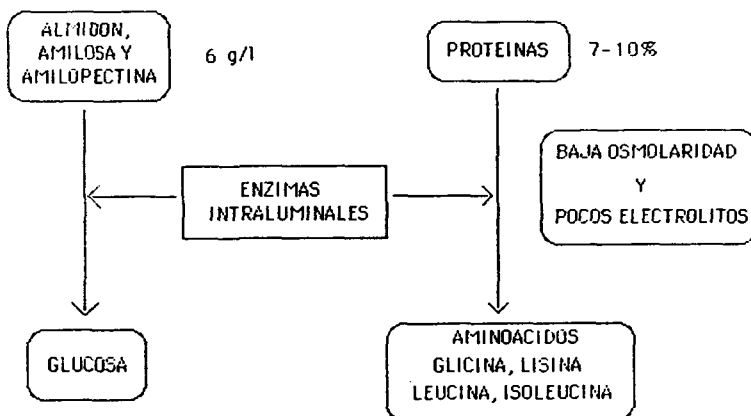 ALMIDON,
AMILOSA Y
AMILOPECTINA
6 g/l
PROTEINAS
7-10%
ENZIMAS
INTRALUMINALES
BAJA OSMOLARIDAD
Y
POCOS ELECTROLITOS
GLUCOSA
AMINOACIDOS
GLICINA, LISINA
LEUCINA, ISOLEUCINA